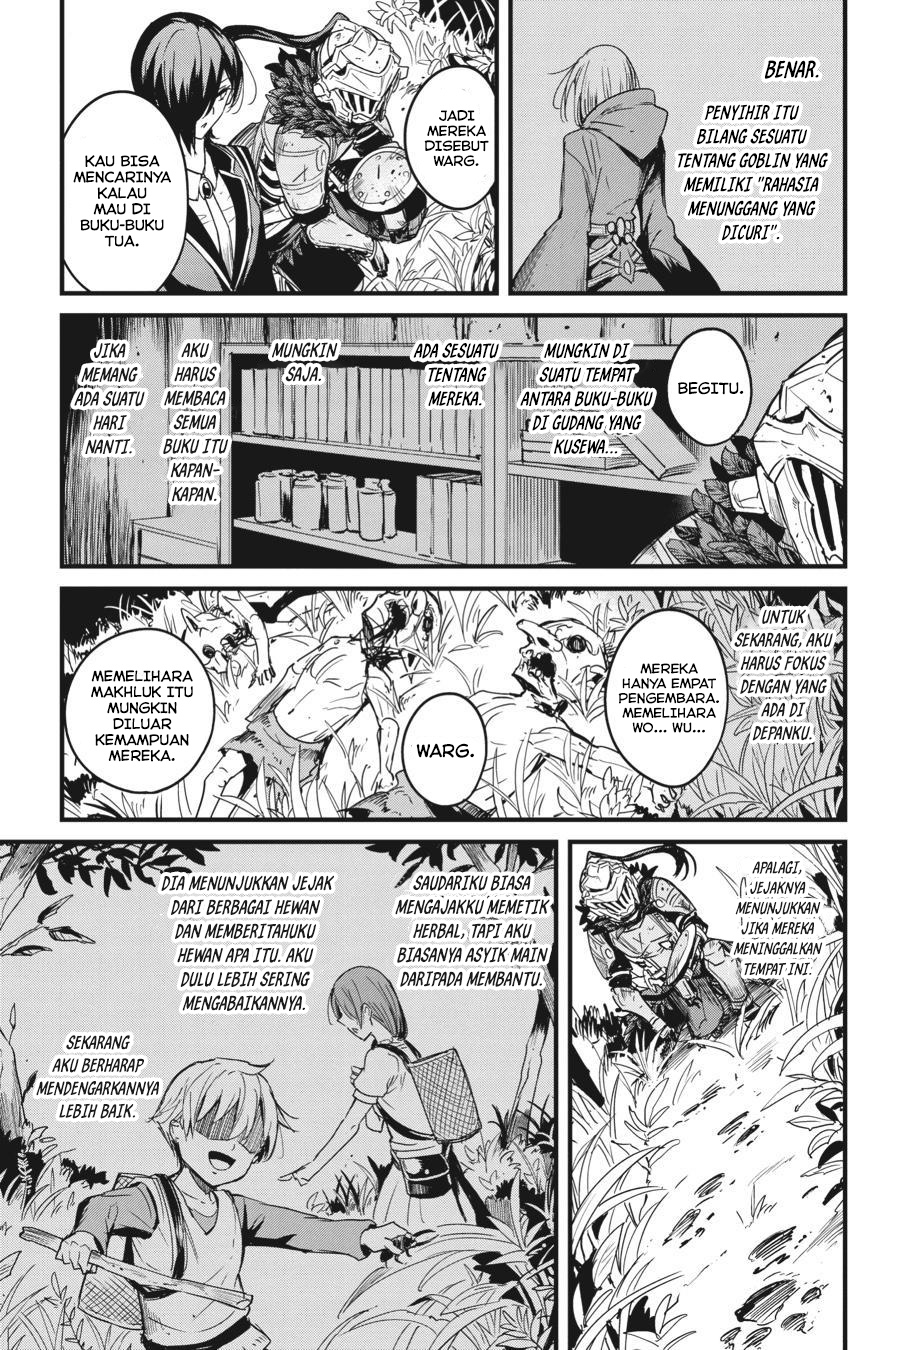 BENAR.
PENYIHIR ITU
BILANG SESUATU
TENTANG GOBLIN YANG
MEMILIKI "RAHASIA
MENUNGGANG YANG
DICURI".
JADI
MEREKA
DISEBUT
WARG.
KAU BISA
MENCARINYA
KALAU
MAU DI
BUKU-BUKU
TUA.
BEGITU.
MUNGKIN DI
SUATU TEMPAT
ANTARA BUKU-BUKU
DI GUDANG YANG
KUSEWA...
ADA SESUATU
TENTANG
MEREKA.
MUNGKIN
SAJA.
AKU
HARUS
MEMBACA
SEMUA
BUKU ITU
KAPAN-
KAPAN.
JIKA
MEMANG
ADA SUATU
HARI
NANTI.
UNTUK
SEKARANG, AKU
HARUS FOKUS
DENGAN YANG
ADA DI
DEPANKU.
MEREKA
HANYA EMPAT
PENGEMBARA.
MEMELIHARA
WO... WU...
WARG.
MEMELIHARA
MAKHLUK ITU
MUNGKIN
DILUAR
KEMAMPUAN
MEREKA.
APALAGI,
JEJAKNYA
MENUNJUKKAN
JIKA MEREKA
MENINGGALKAN
TEMPAT INI.
SAUDARIKU BIASA
MENGAJAKKU MEMETIK
HERBAL, TAPI AKU
BIASANYA ASYIK MAIN
DARIPADA MEMBANTU.
DIA MENUNJUKKAN JEJAK
DARI BERBAGAI HEWAN
DAN MEMBERITAHUKU
HEWAN APA ITU. AKU
DULU LEBIH SERING
MENGABAIKANNYA.
SEKARANG
AKU BERHARAP
MENDENGARKANNYA
LEBIH BAIK.